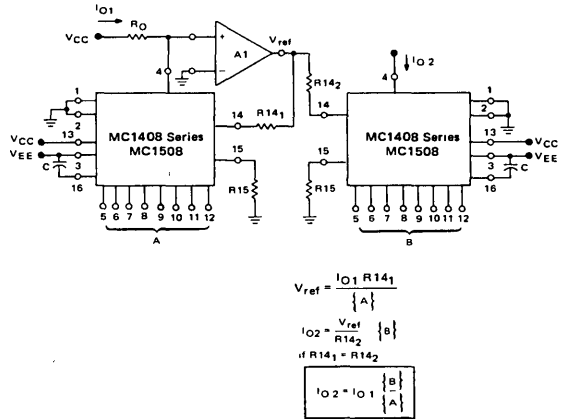 IO1
RO
VCC
+
A1
−
Vref
4
IO2
4
R142
1
2
14
R141
14
1
2
MC1408 Series
MC1508
MC1408 Series
MC1508
VCC
13
13
VCC
VEE
3
15
15
3
VEE
C
16
R15
R15
16
C
5 6 7 8 9 10 11 12
5 6 7 8 9 10 11 12
A
B
Vref = IO1 R141 / {A}
IO2 = Vref / R142 {B}
if R141 = R142
IO2 = IO1 {B} / {A}